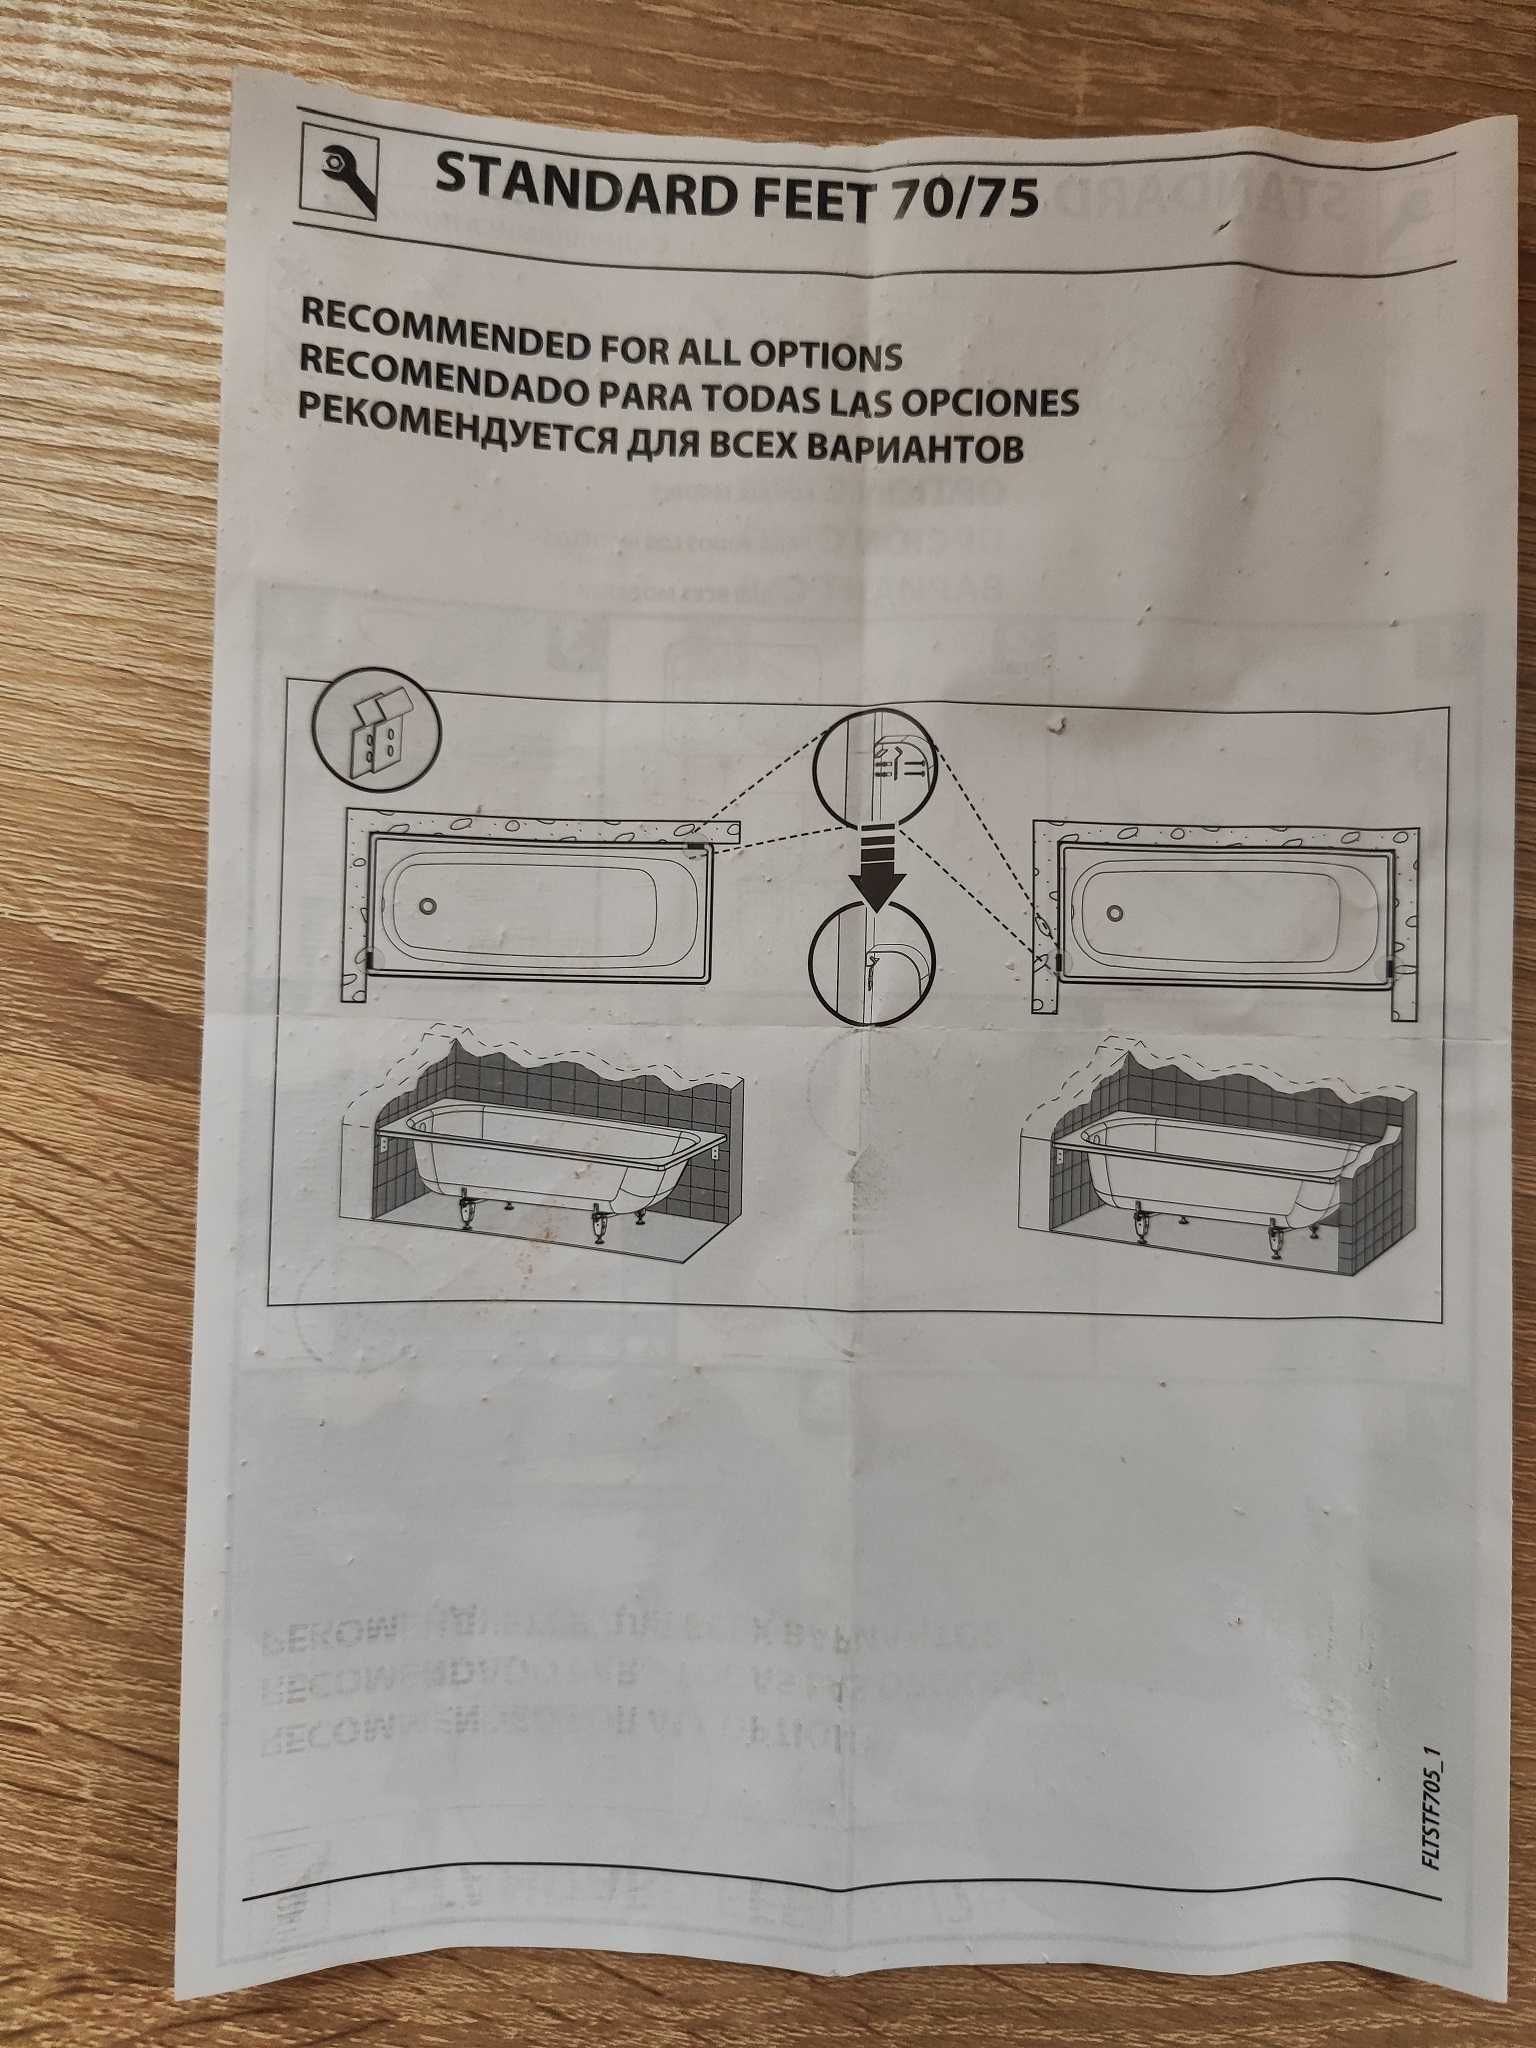 STANDARD FEET 70/75
RECOMMENDED FOR ALL OPTIONS
RECOMENDADO PARA TODAS LAS OPCIONES
РЕКОМЕНДУЕТСЯ ДЛЯ ВСЕХ ВАРИАНТОВ
FLTSTF705_1